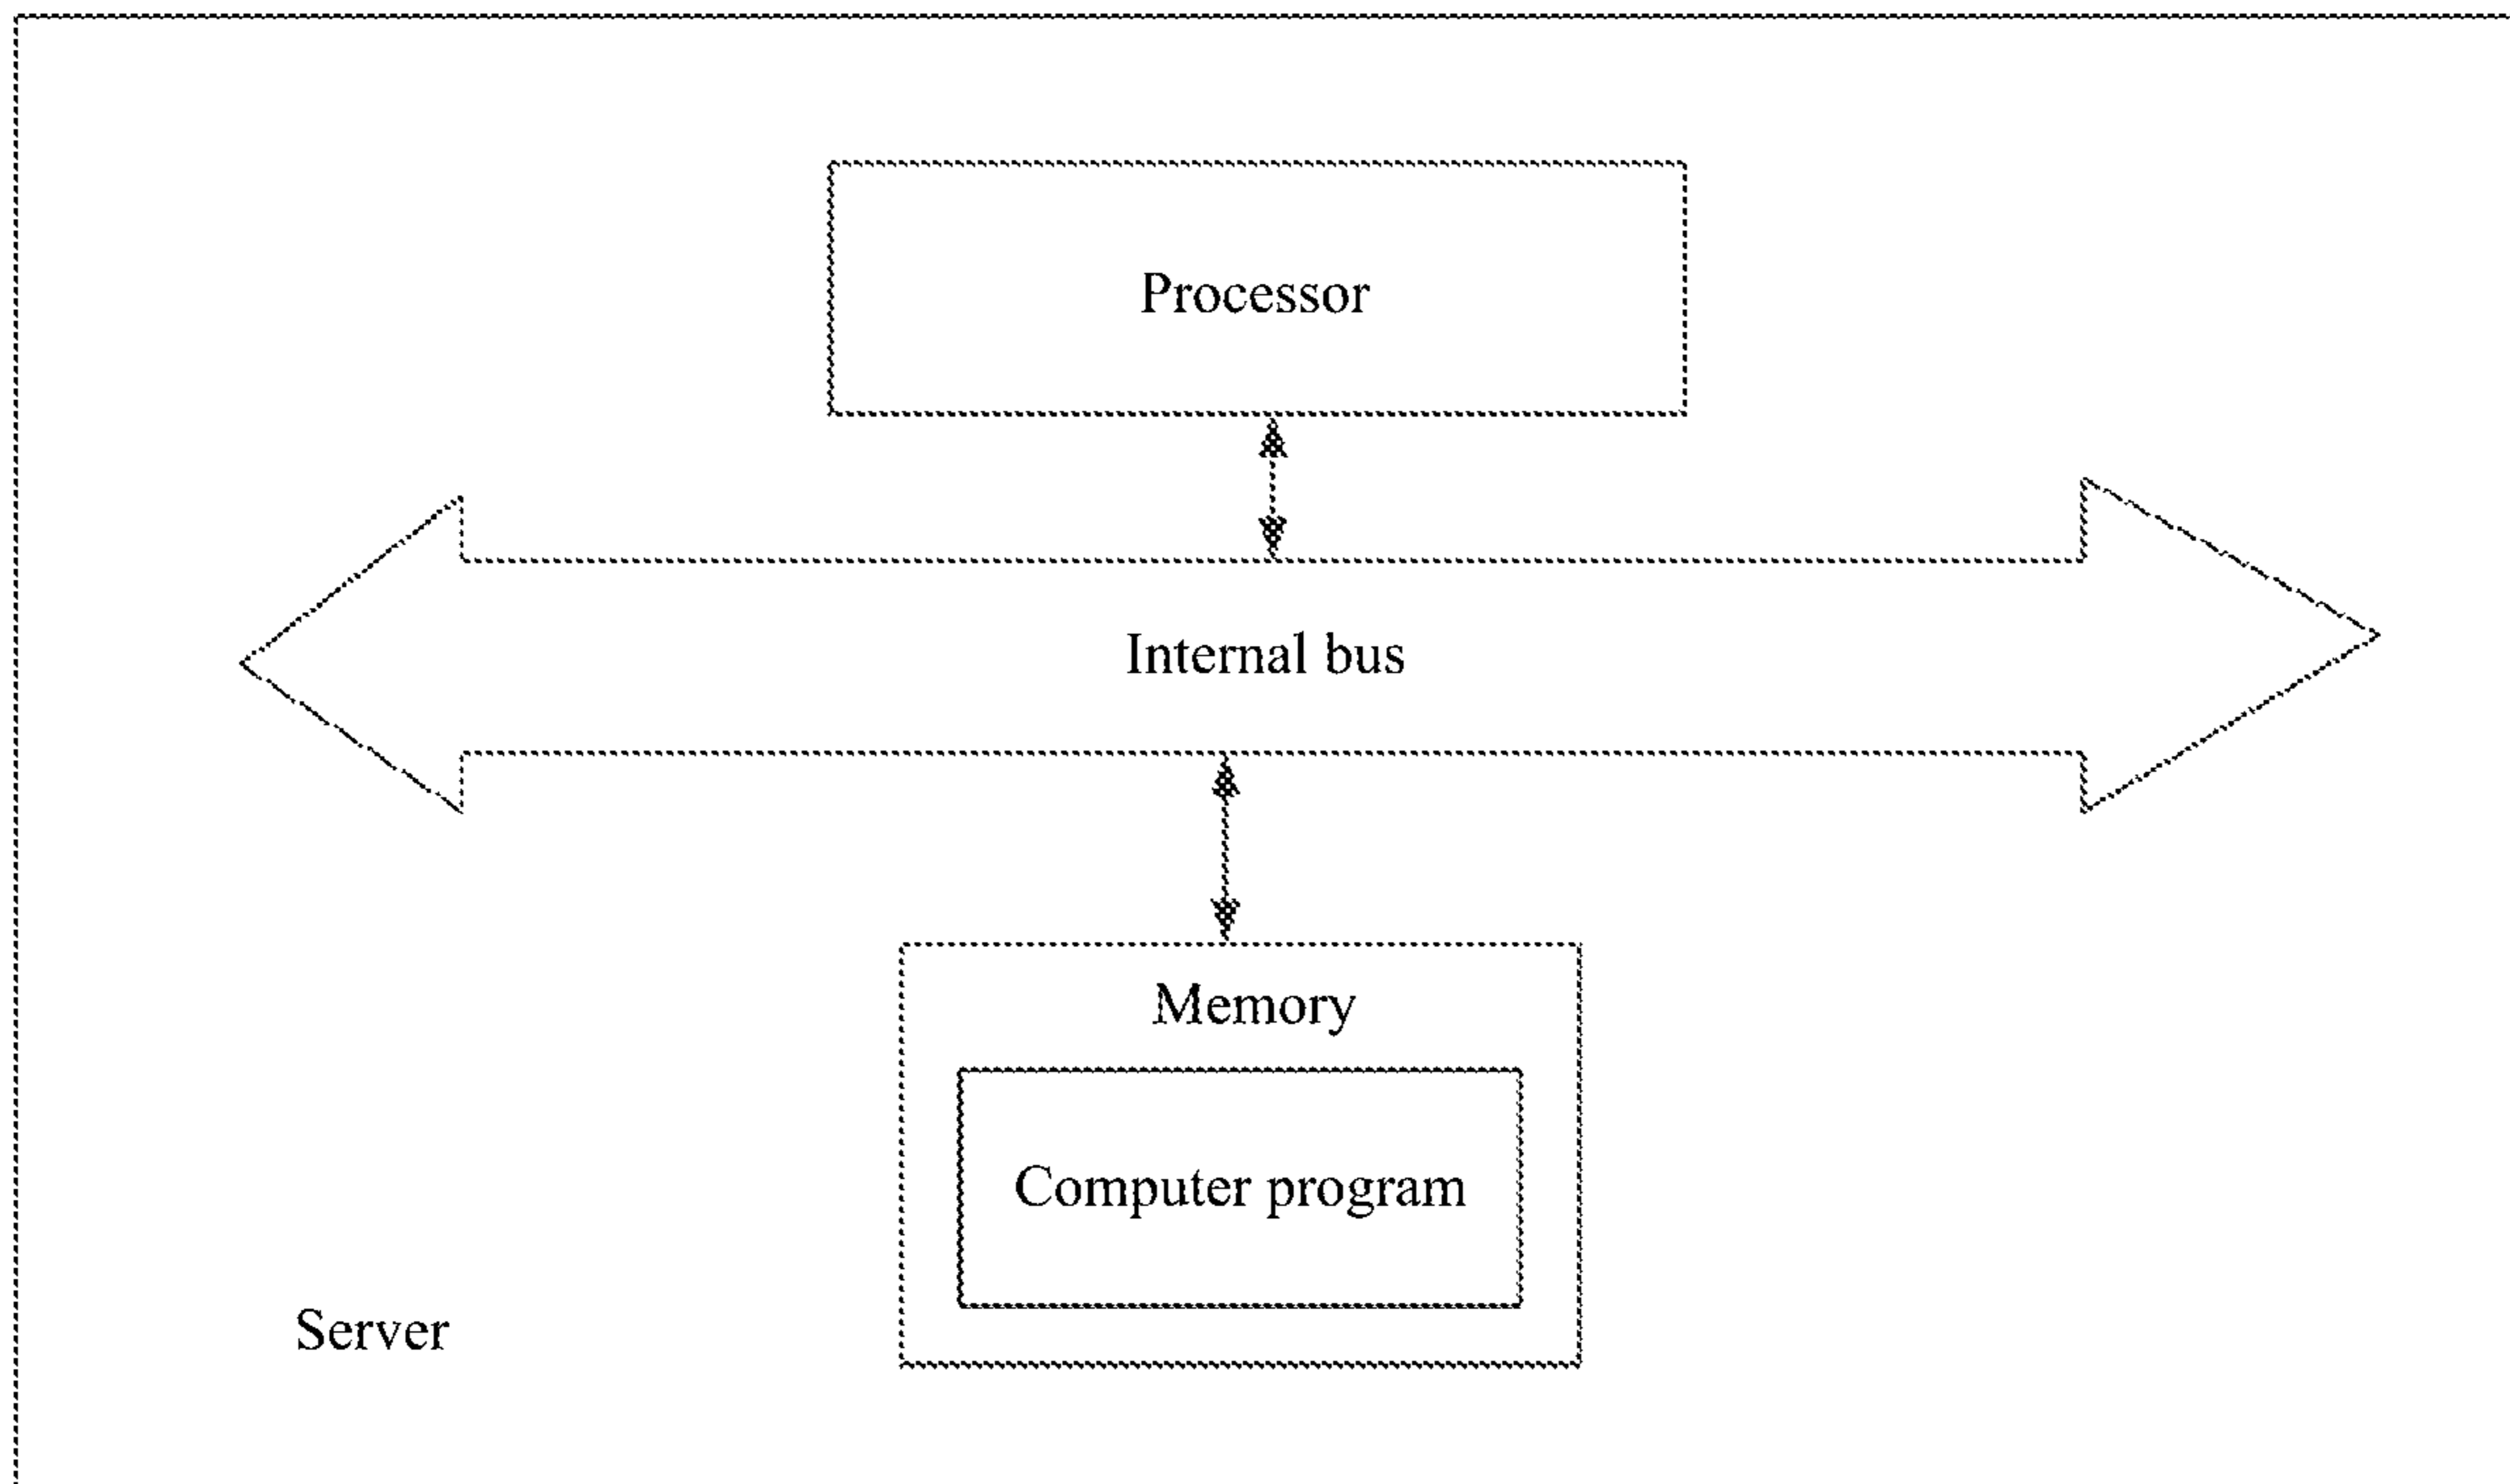 Processor
Internal bus
Memory
Computer program
Server